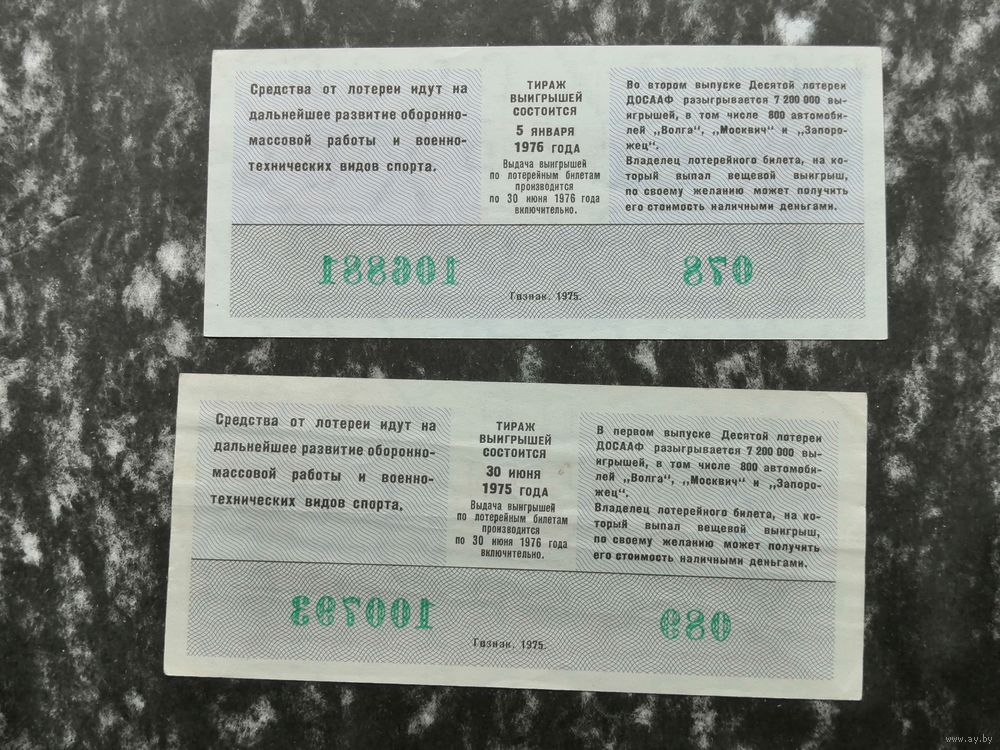 Средства от лотереи идут на
дальнейшее развитие оборонно-
массовой работы и военно-
технических видов спорта.
ТИРАЖ
ВЫИГРЫШЕЙ
СОСТОИТСЯ
5 ЯНВАРЯ
1976 ГОДА
Выдача выигрышей
по лотерейным билетам
производится
по 30 июня 1976 года
включительно.
Во втором выпуске Десятой лотереи
ДОСААФ разыгрывается 7 200 000 вы-
игрышей, в том числе 800 автомоби-
лей „Волга“, „Москвич“ и „Запоро-
жец“.
Владелец лотерейного билета, на ко-
торый выпал вещевой выигрыш,
по своему желанию может получить
его стоимость наличными деньгами.
106881
078
Гознак. 1975.
Средства от лотереи идут на
дальнейшее развитие оборонно-
массовой работы и военно-
технических видов спорта.
ТИРАЖ
ВЫИГРЫШЕЙ
СОСТОИТСЯ
30 ИЮНЯ
1975 ГОДА
Выдача выигрышей
по лотерейным билетам
производится
по 30 июня 1976 года
включительно.
В первом выпуске Десятой лотереи
ДОСААФ разыгрывается 7 200 000 вы-
игрышей, в том числе 800 автомоби-
лей „Волга“, „Москвич“ и „Запоро-
жец“.
Владелец лотерейного билета, на ко-
торый выпал вещевой выигрыш,
по своему желанию может получить
его стоимость наличными деньгами.
100793
089
Гознак. 1975.
www.ay.by